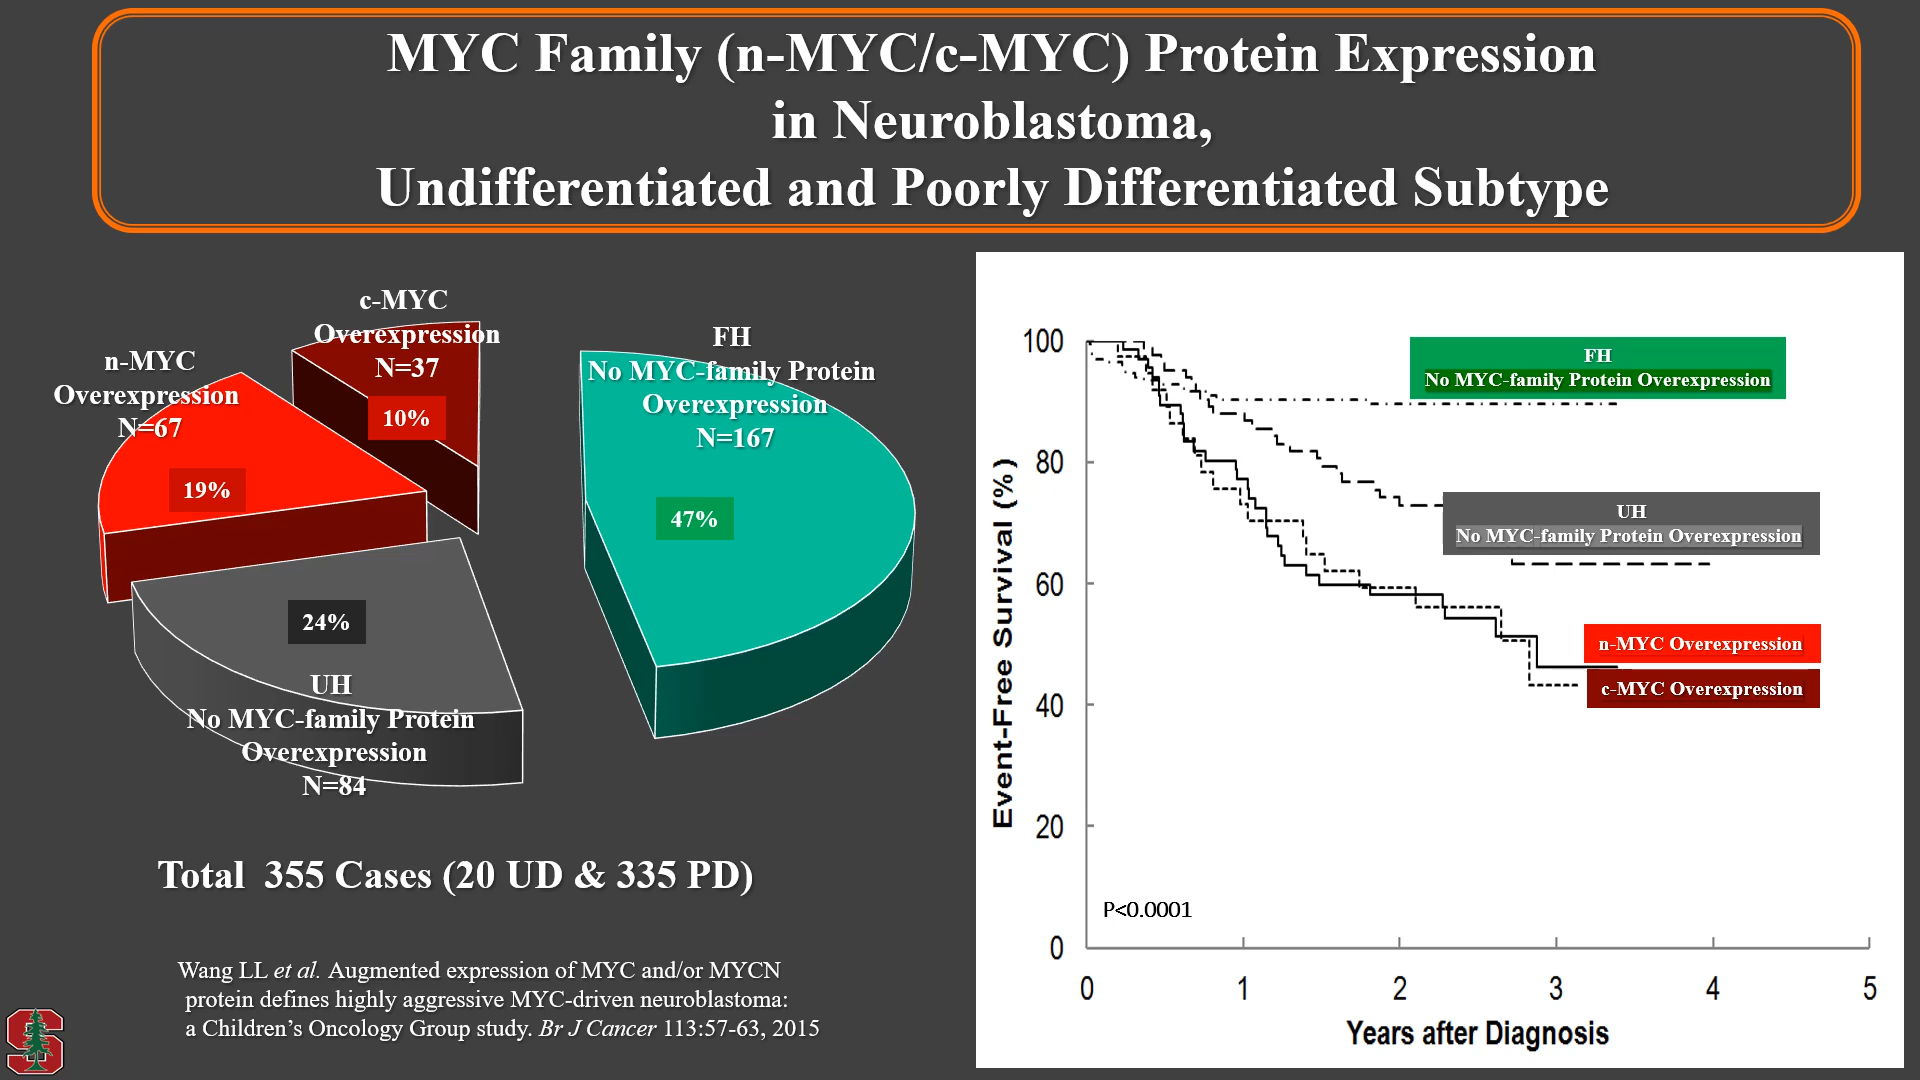 MYC Family (n-MYC/c-MYC) Protein Expression
in Neuroblastoma,
Undifferentiated and Poorly Differentiated Subtype
c-MYC
Overexpression
N=37
10%
n-MYC
Overexpression
N=67
19%
FH
No MYC-family Protein
Overexpression
N=167
47%
24%
UH
No MYC-family Protein
Overexpression
N=84
Total 355 Cases (20 UD & 335 PD)
Wang LL et al. Augmented expression of MYC and/or MYCN
protein defines highly aggressive MYC-driven neuroblastoma:
a Children’s Oncology Group study. Br J Cancer 113:57-63, 2015
S
Event-Free Survival (%)
100
80
60
40
20
0
FH
No MYC-family Protein Overexpression
UH
No MYC-family Protein Overexpression
n-MYC Overexpression
c-MYC Overexpression
P<0.0001
0 1 2 3 4 5
Years after Diagnosis